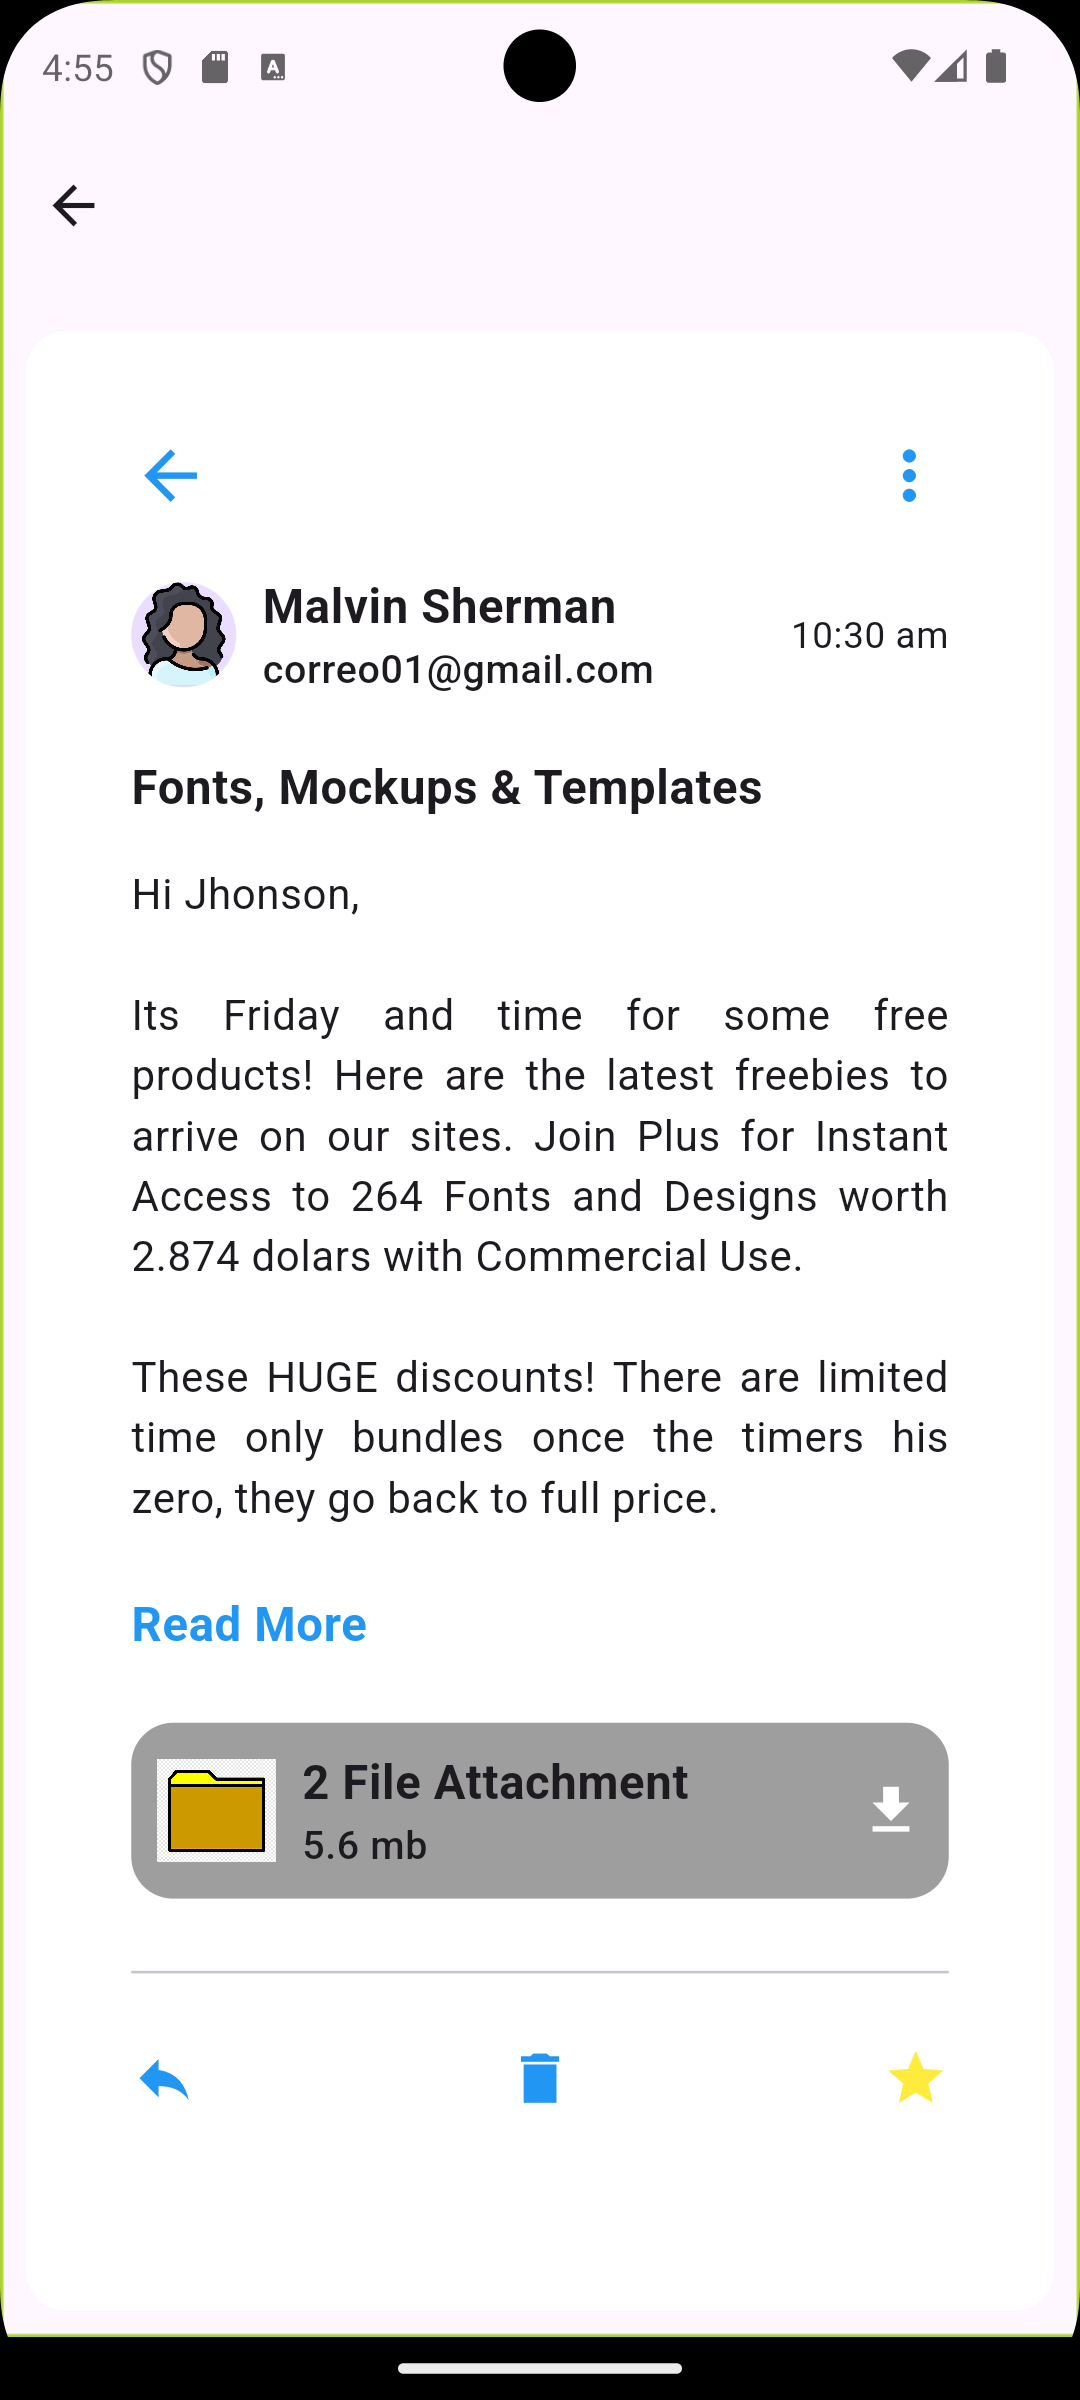 4:55
Malvin Sherman
correo01@gmail.com
10:30 am
Fonts, Mockups & Templates
Hi Jhonson,
Its Friday and time for some free
products! Here are the latest freebies to
arrive on our sites. Join Plus for Instant
Access to 264 Fonts and Designs worth
2.874 dolars with Commercial Use.
These HUGE discounts! There are limited
time only bundles once the timers his
zero, they go back to full price.
Read More
2 File Attachment
5.6 mb